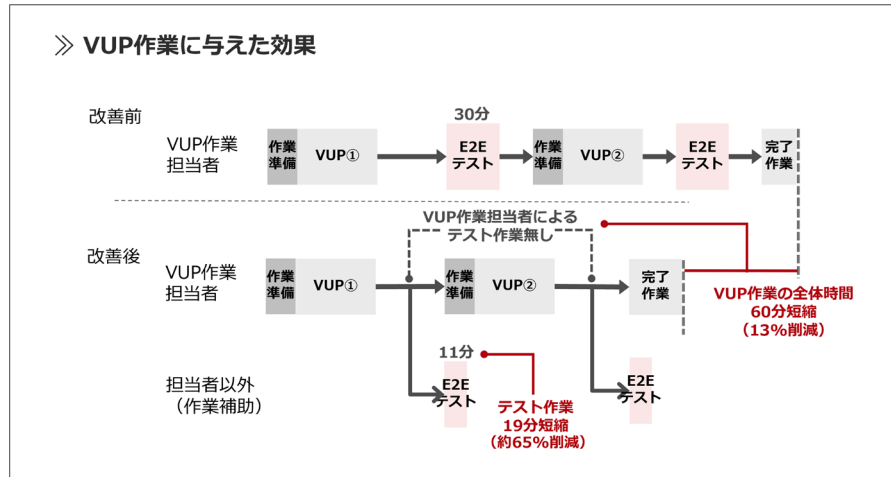 ≫ VUP作業に与えた効果
改善前
VUP作業
担当者
作業
準備
VUP①
30分
E2E
テスト
作業
準備
VUP②
E2E
テスト
完了
作業
改善後
VUP作業担当者による
テスト作業無し
VUP作業
担当者
作業
準備
VUP①
作業
準備
VUP②
完了
作業
VUP作業の全体時間
60分短縮
（13%削減）
担当者以外
（作業補助）
11分
E2E
テスト
テスト作業
19分短縮
（約65%削減）
E2E
テスト